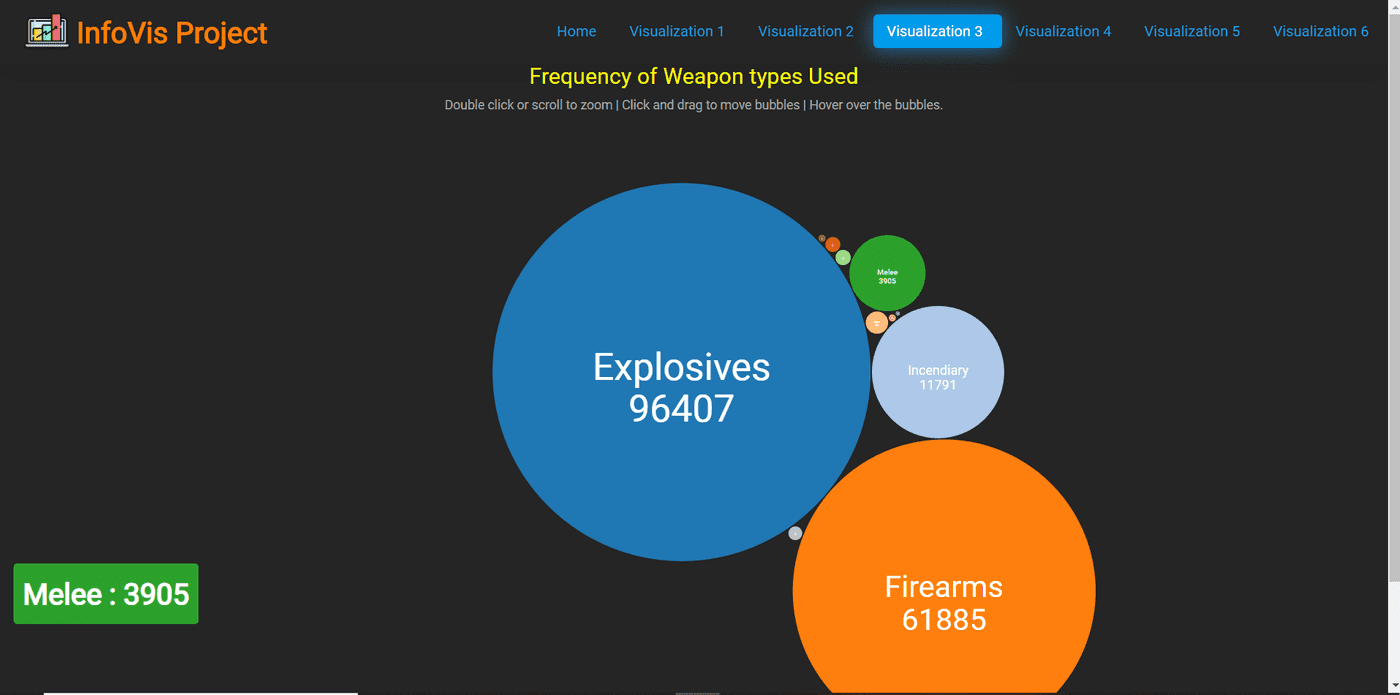 InfoVis Project
Home Visualization 1 Visualization 2 Visualization 3 Visualization 4 Visualization 5 Visualization 6
Frequency of Weapon types Used
Double click or scroll to zoom | Click and drag to move bubbles | Hover over the bubbles.
Melee
3905
Explosives
96407
Incendiary
11791
Firearms
61885
Melee : 3905